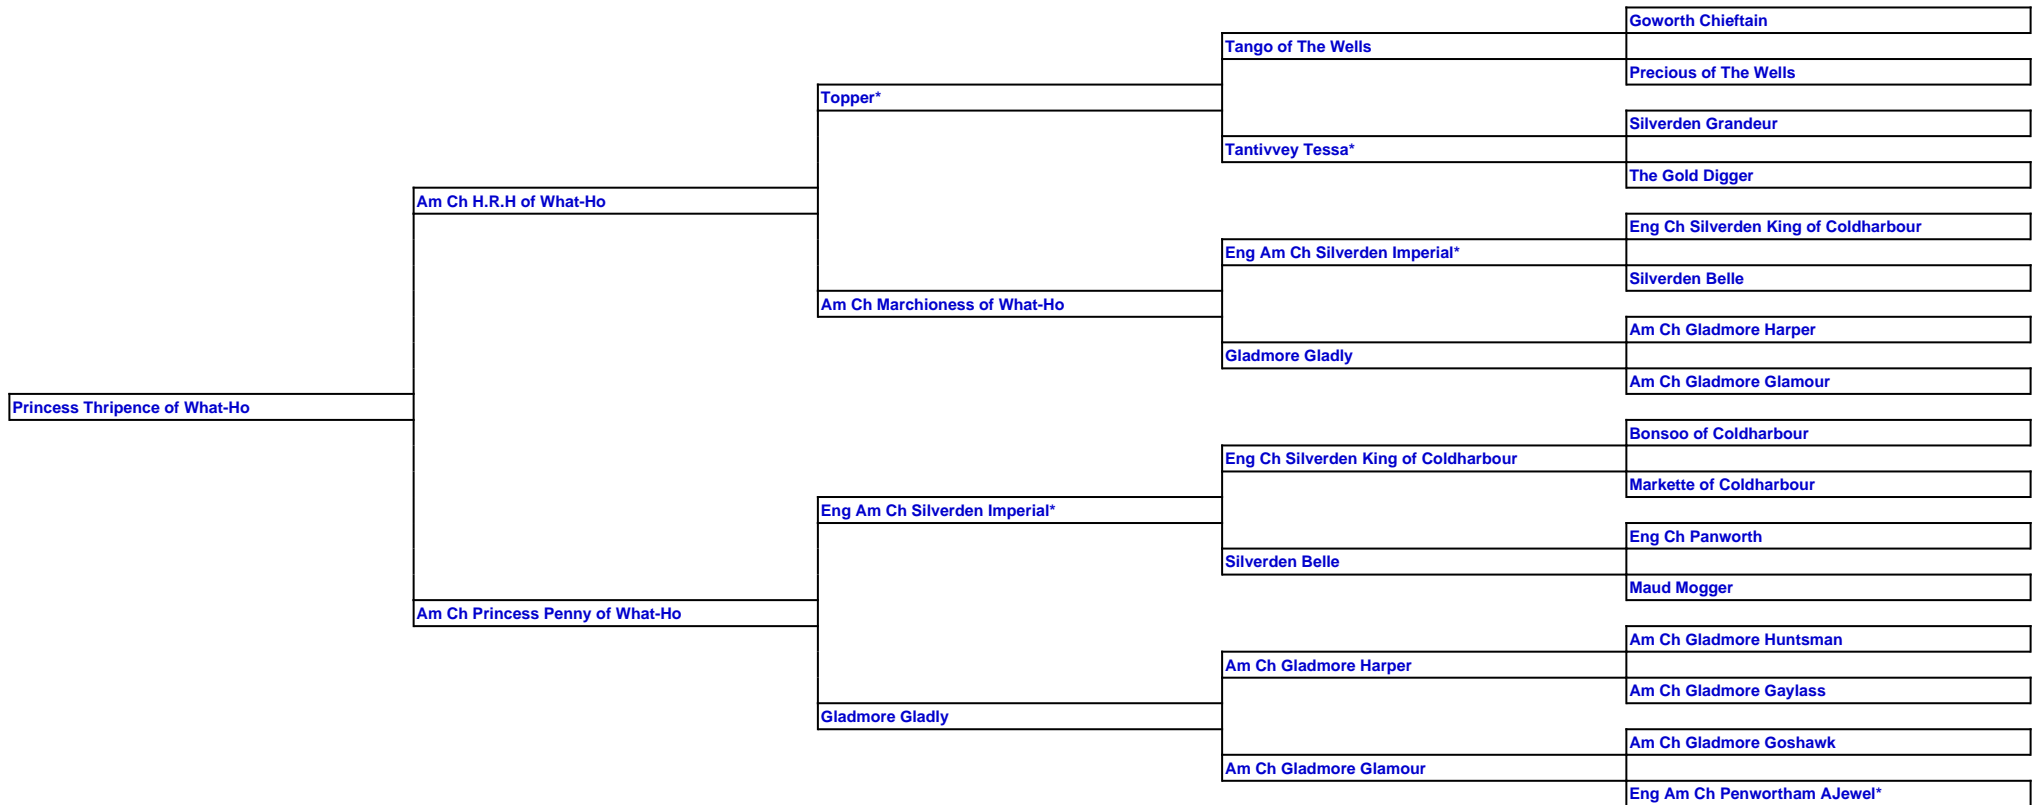 Goworth Chieftain
Tango of The Wells
Precious of The Wells
Topper*
Silverden Grandeur
Tantivvey Tessa*
The Gold Digger
Am Ch H.R.H of What-Ho
Eng Ch Silverden King of Coldharbour
Eng Am Ch Silverden Imperial*
Silverden Belle
Am Ch Marchioness of What-Ho
Am Ch Gladmore Harper
Gladmore Gladly
Am Ch Gladmore Glamour
Princess Thripence of What-Ho
Bonsoo of Coldharbour
Eng Ch Silverden King of Coldharbour
Markette of Coldharbour
Eng Am Ch Silverden Imperial*
Eng Ch Panworth
Silverden Belle
Maud Mogger
Am Ch Princess Penny of What-Ho
Am Ch Gladmore Huntsman
Am Ch Gladmore Harper
Am Ch Gladmore Gaylass
Gladmore Gladly
Am Ch Gladmore Goshawk
Am Ch Gladmore Glamour
Eng Am Ch Penwortham AJewel*